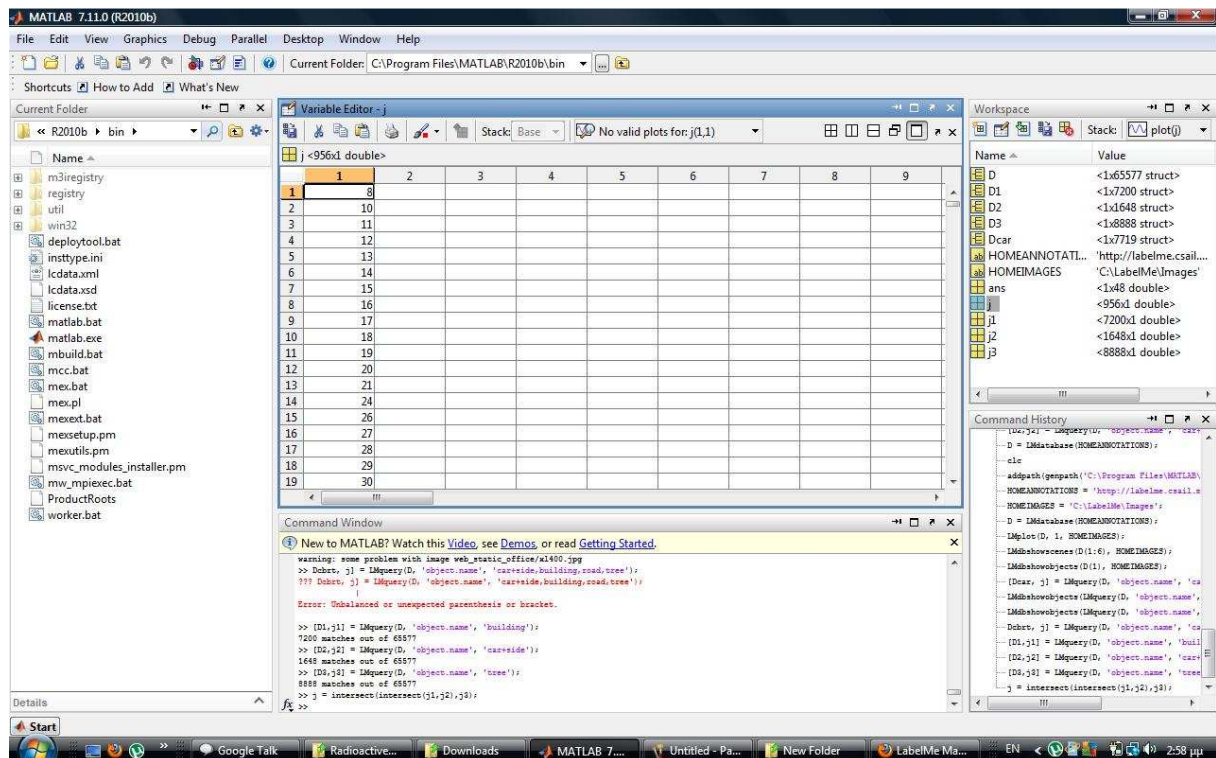 MATLAB 7.11.0 (R2010b)
File Edit View Graphics Debug Parallel Desktop Window Help
Current Folder: C:\Program Files\MATLAB\R2010b\bin
Shortcuts How to Add What's New
Current Folder
« R2010b bin
Name
m3iregistry
registry
util
win32
deploytool.bat
insttype.ini
lcdata.xml
lcdata.xsd
license.txt
matlab.bat
matlab.exe
mbuild.bat
mcc.bat
mex.bat
mex.pl
mexext.bat
mexsetup.pm
mexutils.pm
msvc_modules_installer.pm
mw_mpiexec.bat
ProductRoots
worker.bat
Details
Variable Editor - j
Stack: Base No valid plots for: j(1,1)
j <956x1 double>
1 2 3 4 5 6 7 8 9
1 8
2 10
3 11
4 12
5 13
6 14
7 15
8 16
9 17
10 18
11 19
12 20
13 21
14 24
15 26
16 27
17 28
18 29
19 30
Command Window
New to MATLAB? Watch this Video, see Demos, or read Getting Started.
warning: some problem with image web_static_office/x1400.jpg
>> Dcbrt, j] = LMquery(D, 'object.name', 'car+side,building,road,tree');
??? Dcbrt, j] = LMquery(D, 'object.name', 'car+side,building,road,tree');
|
Error: Unbalanced or unexpected parenthesis or bracket.
>> [D1,j1] = LMquery(D, 'object.name', 'building');
7200 matches out of 65577
>> [D2,j2] = LMquery(D, 'object.name', 'car+side');
1648 matches out of 65577
>> [D3,j3] = LMquery(D, 'object.name', 'tree');
8888 matches out of 65577
>> j = intersect(intersect(j1,j2),j3);
fx >>
Workspace
Stack: plot(j)
Name Value
D <1x65577 struct>
D1 <1x7200 struct>
D2 <1x1648 struct>
D3 <1x8888 struct>
Dcar <1x7719 struct>
HOMEANNOTATI... 'http://labelme.csail....
HOMEIMAGES 'C:\LabelMe\Images'
ans <1x48 double>
j <956x1 double>
j1 <7200x1 double>
j2 <1648x1 double>
j3 <8888x1 double>
Command History
[D2,j2] = LMquery(D, 'object.name', 'car+
D = LMdatabase(HOMEANNOTATIONS);
clc
addpath(genpath('C:\Program Files\MATLAB\
HOMEANNOTATIONS = 'http://labelme.csail.m
HOMEIMAGES = 'C:\LabelMe\Images';
D = LMdatabase(HOMEANNOTATIONS);
LMplot(D, 1, HOMEIMAGES);
LMdbshowscenes(D(1:6), HOMEIMAGES);
LMdbshowobjects(D(1), HOMEIMAGES);
[Dcar, j] = LMquery(D, 'object.name', 'ca
LMdbshowobjects(LMquery(D, 'object.name',
LMdbshowobjects(LMquery(D, 'object.name',
Dcbrt, j] = LMquery(D, 'object.name', 'ca
[D1,j1] = LMquery(D, 'object.name', 'buil
[D2,j2] = LMquery(D, 'object.name', 'car+
[D3,j3] = LMquery(D, 'object.name', 'tree
j = intersect(intersect(j1,j2),j3);
Start
Google Talk Radioactive... Downloads MATLAB 7.... Untitled - Pa... New Folder LabelMe Ma... EN 2:58 μμ